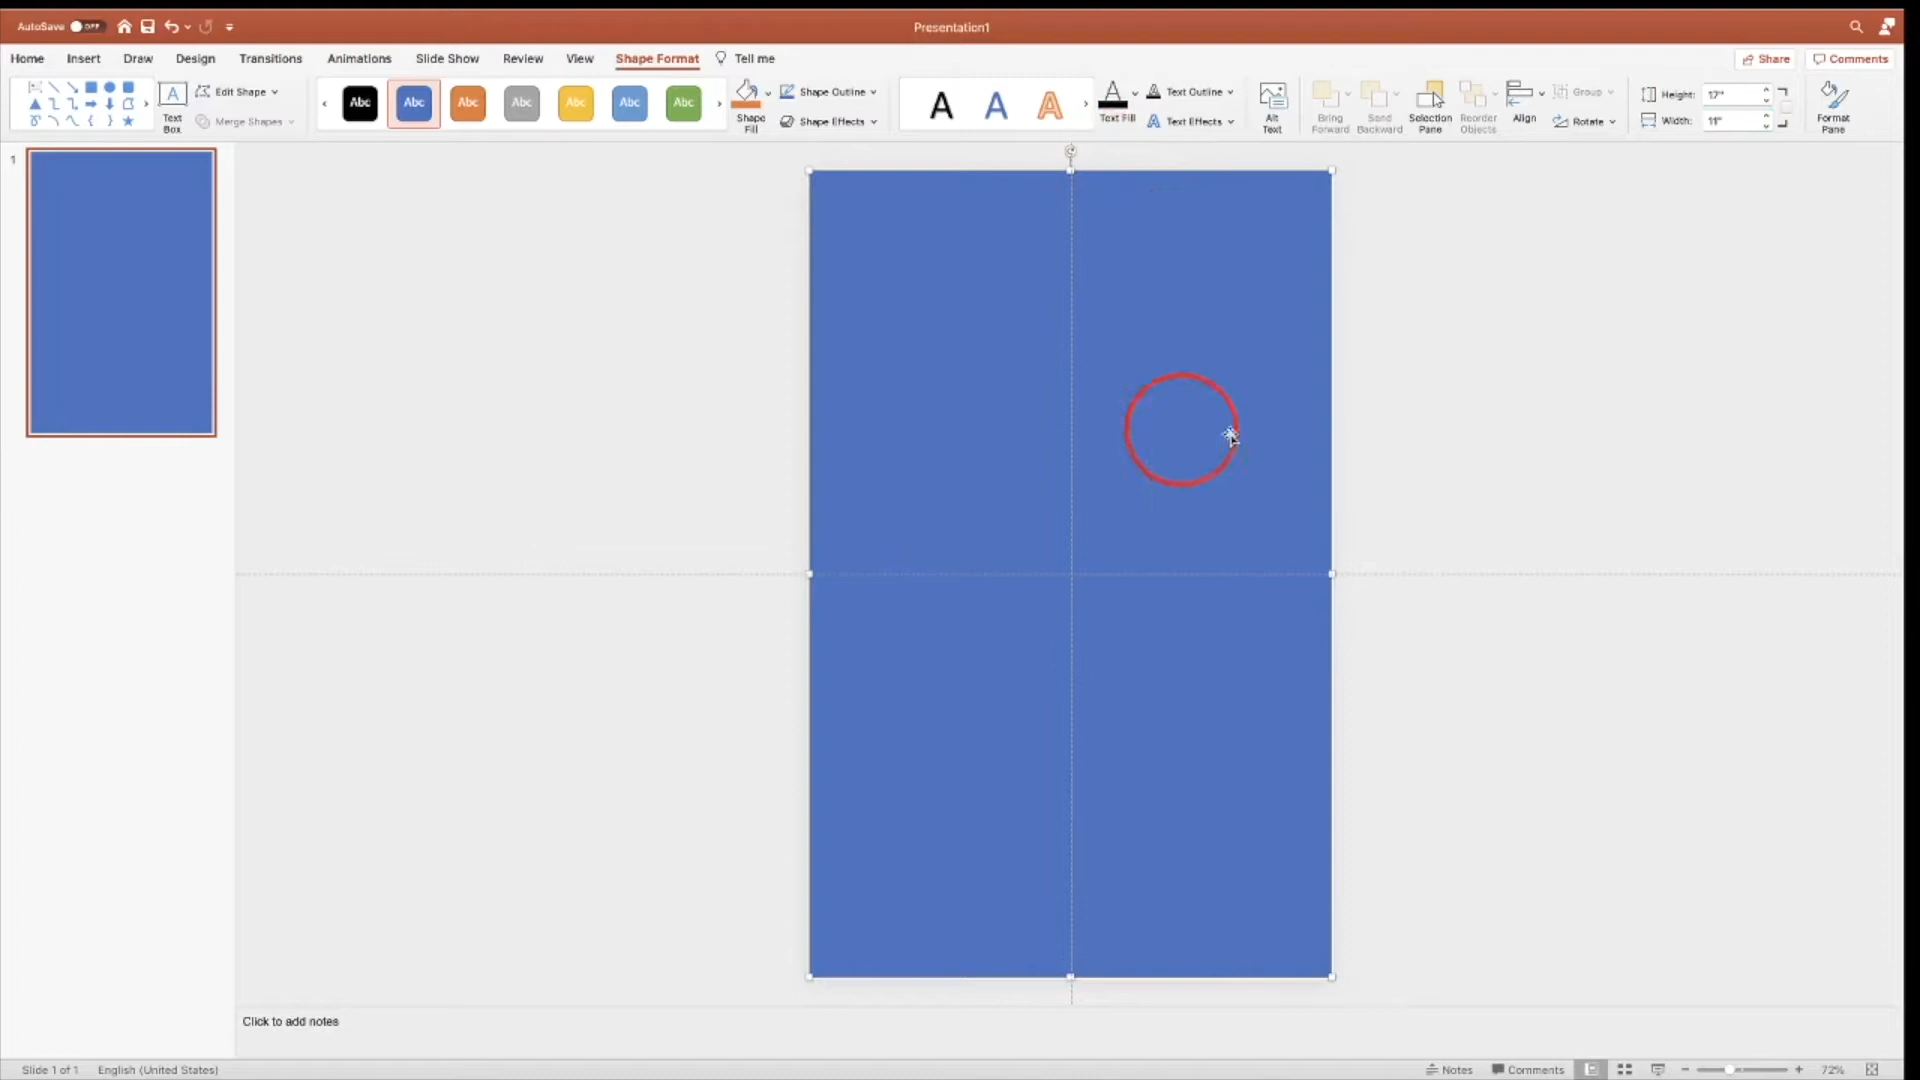 AutoSave OFF
Presentation1
Home Insert Draw Design Transitions Animations Slide Show Review View Shape Format Tell me
Share Comments
A
Text Box
Edit Shape
Merge Shapes
Abc Abc Abc Abc Abc Abc Abc
Shape Fill
Shape Outline
Shape Effects
A A A
A
Text Fill
Text Outline
Text Effects
Alt Text
Bring Forward
Send Backward
Selection Pane
Reorder Objects
Align
Group
Rotate
Height: 17"
Width: 11"
Format Pane
1
Click to add notes
Slide 1 of 1 English (United States)
Notes Comments 72%